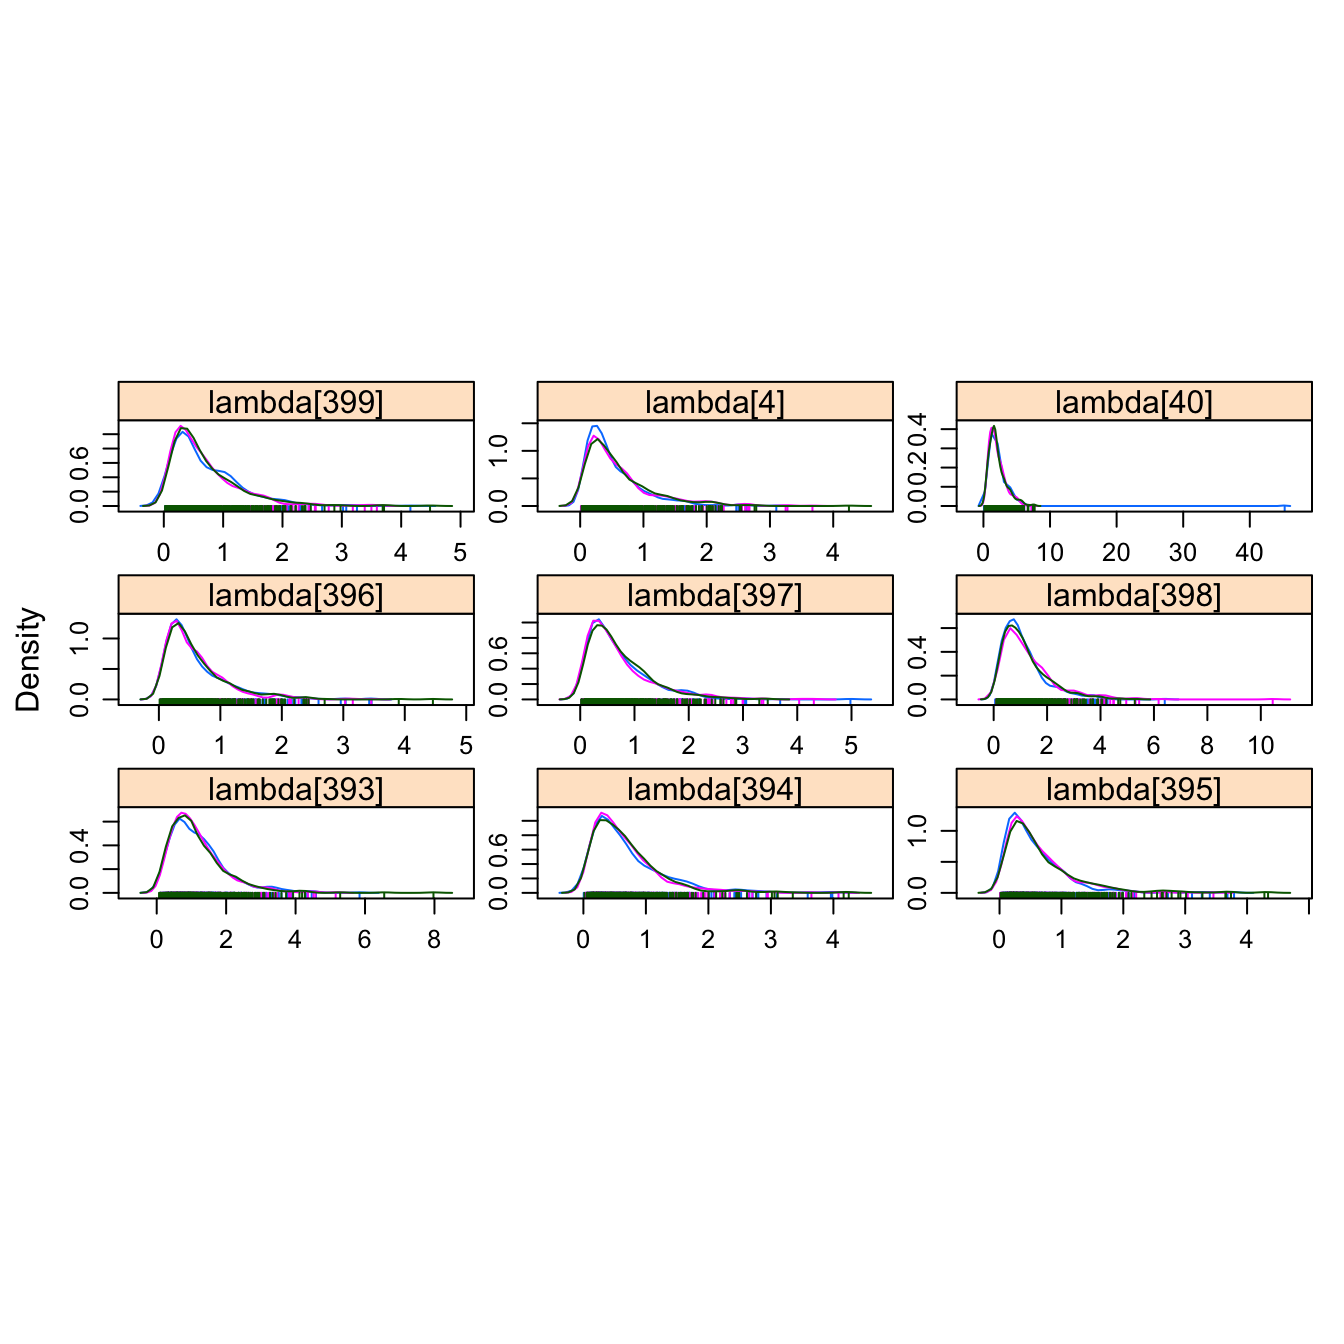 Density
lambda[399]
0.0 0.6
0 1 2 3 4 5
lambda[4]
0.0 1.0
0 1 2 3 4
lambda[40]
0.0 0.2 0.4
0 10 20 30 40
lambda[396]
0.0 1.0
0 1 2 3 4 5
lambda[397]
0.0 0.6
0 1 2 3 4 5
lambda[398]
0.0 0.4
0 2 4 6 8 10
lambda[393]
0.0 0.4
0 2 4 6 8
lambda[394]
0.0 0.6
0 1 2 3 4
lambda[395]
0.0 1.0
0 1 2 3 4